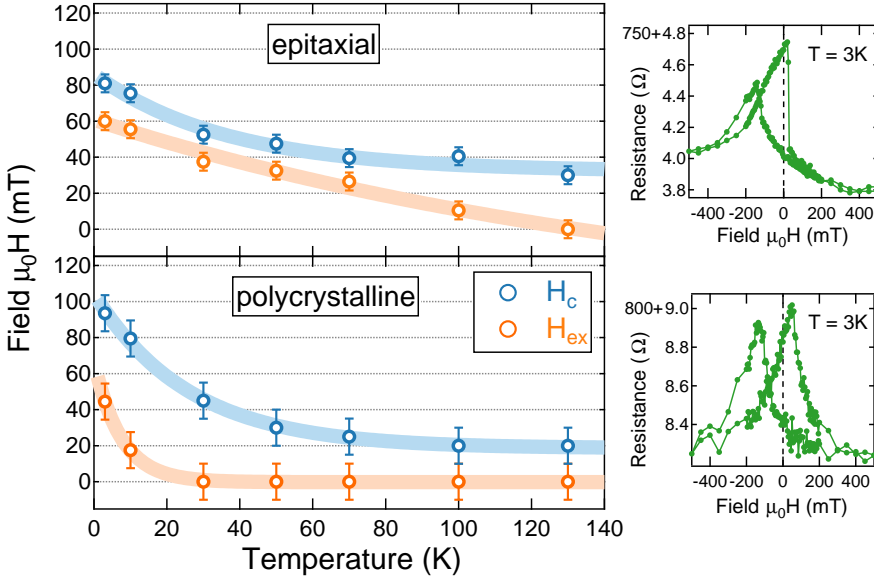 120
100
80
60
40
20
0
epitaxial
120
100
80
60
40
20
0
polycrystalline
H_c
H_ex
Field μ₀H (mT)
0 20 40 60 80 100 120 140
Temperature (K)
750+4.8
4.6
4.4
4.2
4.0
3.8
Resistance (Ω)
T = 3K
-400 -200 0 200 400
Field μ₀H (mT)
800+9.0
8.8
8.6
8.4
Resistance (Ω)
T = 3K
-400 -200 0 200 400
Field μ₀H (mT)